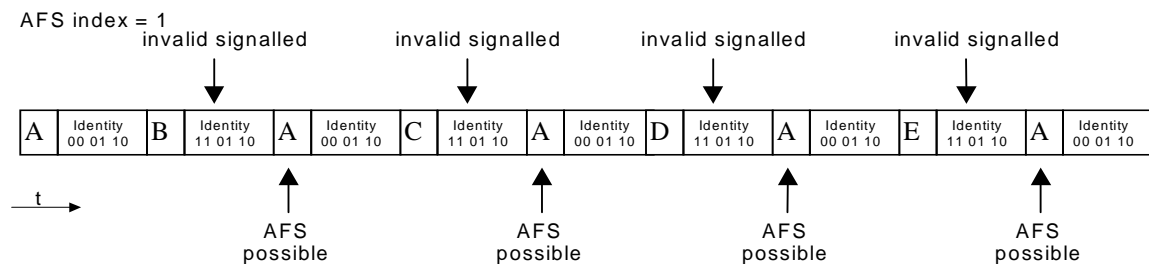 AFS index = 1
invalid signalled invalid signalled invalid signalled invalid signalled
A Identity B Identity A Identity C Identity A Identity D Identity A Identity E Identity A Identity
00 01 10 11 01 10 00 01 10 11 01 10 00 01 10 11 01 10 00 01 10 11 01 10 00 01 10
t
AFS AFS AFS AFS
possible possible possible possible